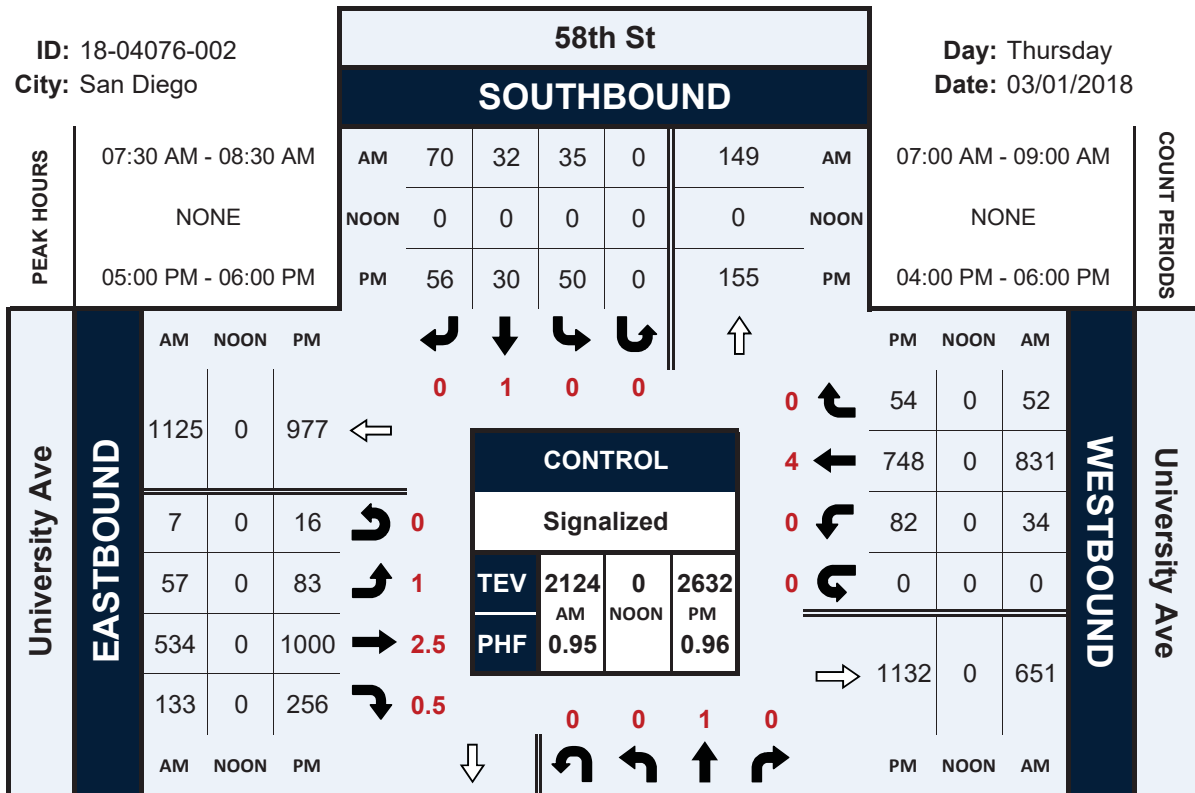 58th St
ID: 18-04076-002
Day: Thursday
City: San Diego
Date: 03/01/2018
SOUTHBOUND
PEAK HOURS
07:30 AM - 08:30 AM
NONE
05:00 PM - 06:00 PM
AM 70 32 35 0 149 AM
NOON 0 0 0 0 0 NOON
PM 56 30 50 0 155 PM
07:00 AM - 09:00 AM
NONE
04:00 PM - 06:00 PM
COUNT PERIODS
0 1 0 0
University Ave
EASTBOUND
AM NOON PM
1125 0 977
7 0 16 0
57 0 83 1
534 0 1000 2.5
133 0 256 0.5
AM NOON PM
CONTROL
Signalized
TEV 2124 0 2632
AM NOON PM
PHF 0.95 0.96
PM NOON AM
0 54 0 52
4 748 0 831
0 82 0 34
0 0 0 0
1132 0 651
PM NOON AM
WESTBOUND
University Ave
0 0 1 0